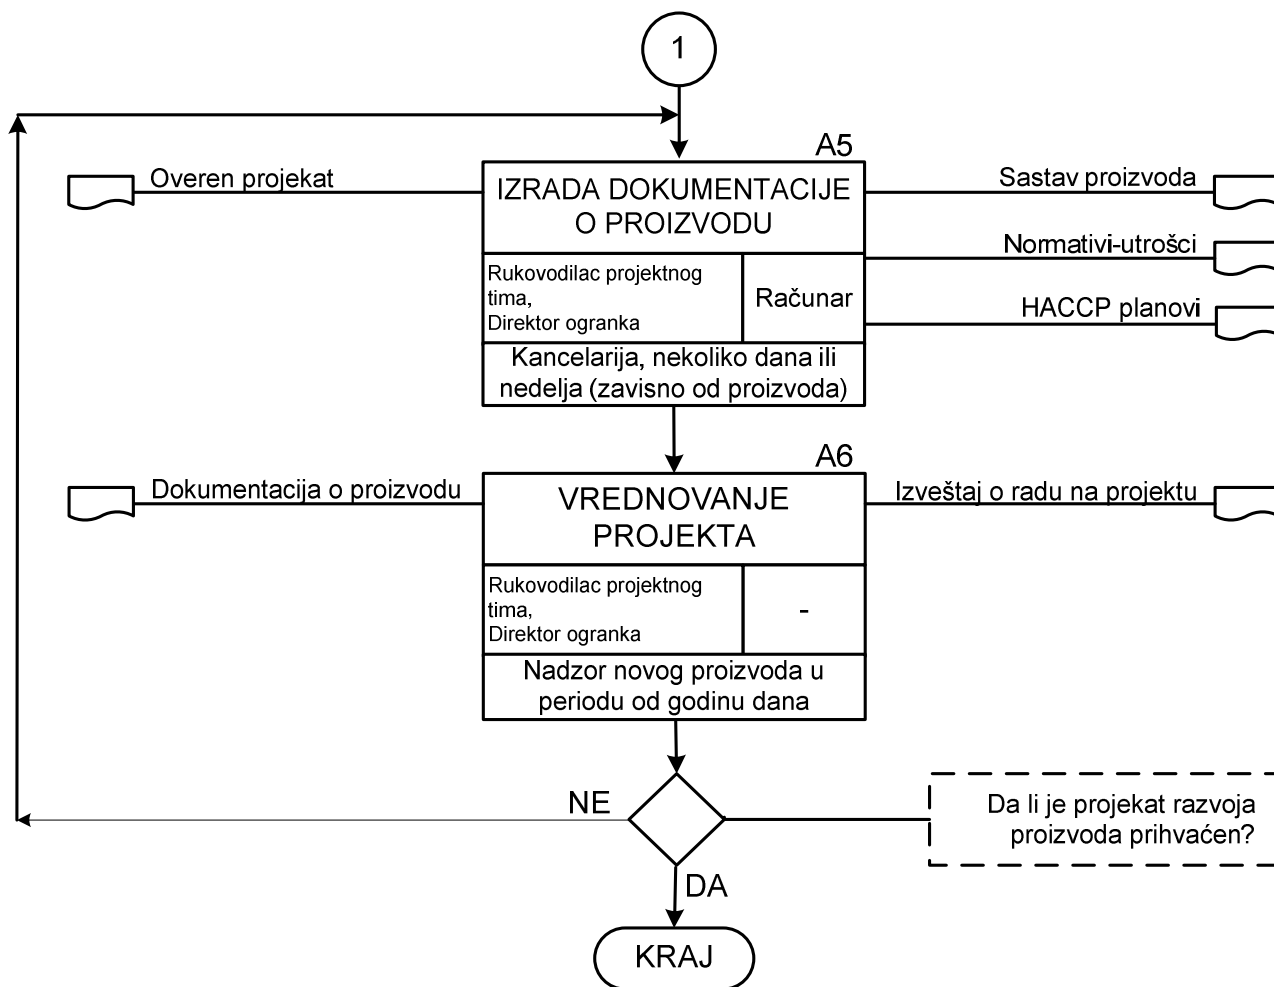 1
A5
Overen projekat
IZRADA DOKUMENTACIJE
O PROIZVODU
Sastav proizvoda
Normativi-utrošci
HACCP planovi
Rukovodilac projektnog
tima,
Direktor ogranka
Računar
Kancelarija, nekoliko dana ili
nedelja (zavisno od proizvoda)
A6
Dokumentacija o proizvodu
VREDNOVANJE
PROJEKTA
Izveštaj o radu na projektu
Rukovodilac projektnog
tima,
Direktor ogranka
-
Nadzor novog proizvoda u
periodu od godinu dana
NE
Da li je projekat razvoja
proizvoda prihvaćen?
DA
KRAJ